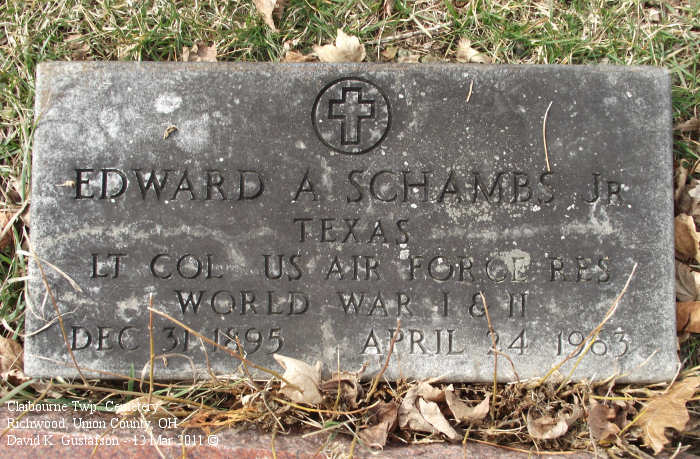 EDWARD A SCHAMBS JR
TEXAS
LT COL US AIR FORCE RES
WORLD WAR I & II
DEC 31 1895 APRIL 24 1963
Claibourne Twp. Cemetery
Richwood, Union County, OH
David K. Gustafson - 13 Mar 2011 ©